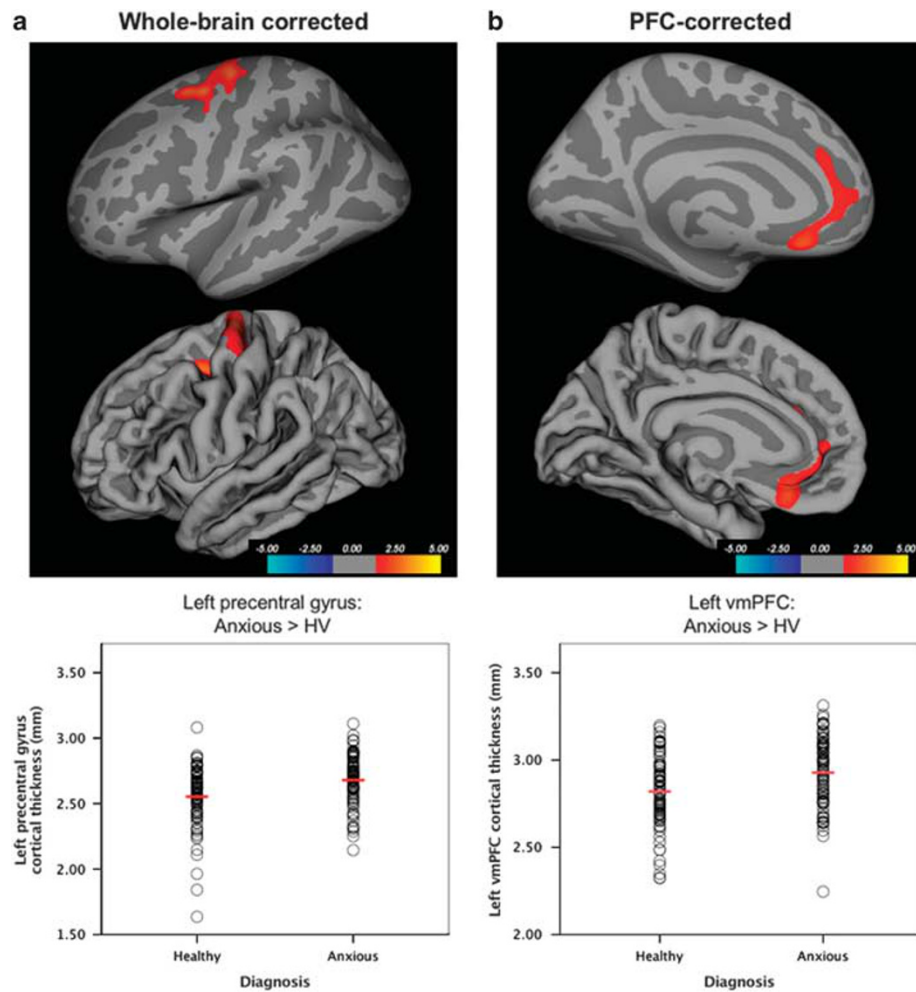 a Whole-brain corrected
b PFC-corrected
-5.00 -2.50 0.00 2.50 5.00
-5.00 -2.50 0.00 2.50 5.00
Left precentral gyrus:
Anxious > HV
3.50
3.00
2.50
2.00
1.50
Left precentral gyrus
cortical thickness (mm)
Healthy
Anxious
Diagnosis
Left vmPFC:
Anxious > HV
3.50
3.00
2.50
2.00
Left vmPFC cortical thickness (mm)
Healthy
Anxious
Diagnosis